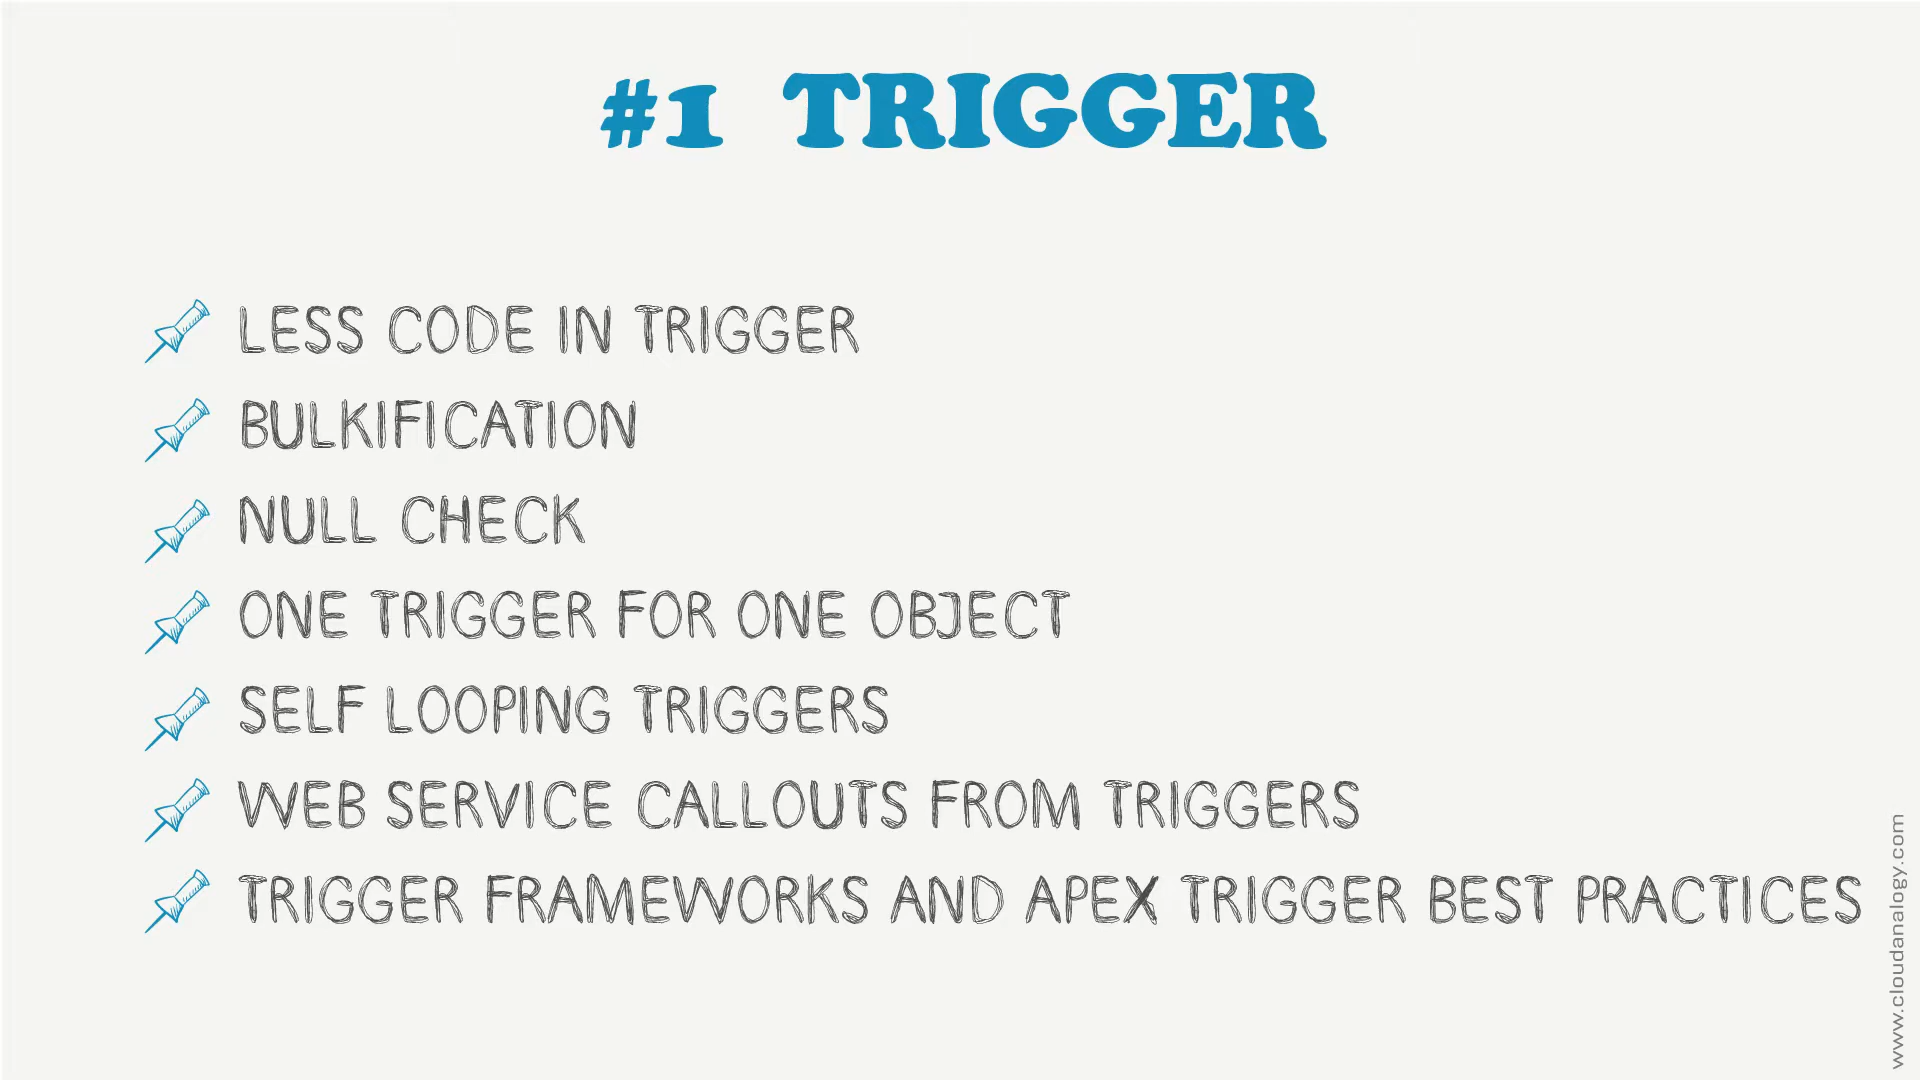 #1 TRIGGER
LESS CODE IN TRIGGER
BULKIFICATION
NULL CHECK
ONE TRIGGER FOR ONE OBJECT
SELF LOOPING TRIGGERS
WEB SERVICE CALLOUTS FROM TRIGGERS
TRIGGER FRAMEWORKS AND APEX TRIGGER BEST PRACTICES
www.cloudanalogy.com